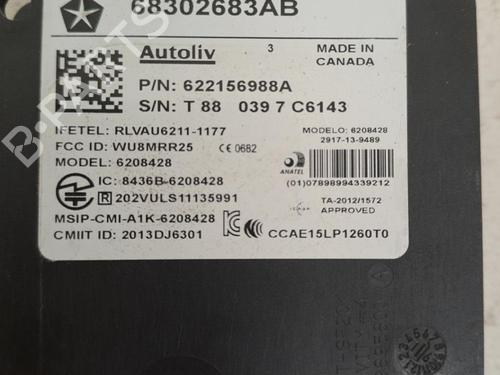 68302683AB
Autoliv
3
MADE IN
CANADA
P/N: 622156988A
S/N: T 88 039 7 C6143
IFETEL: RLVAU6211-1177
FCC ID: WU8MRR25
CE 0682
MODEL: 6208428
MODELO: 6208428
2917-13-9489
ANATEL
(01)07898994339212
IC: 8436B-6208428
R 202VULS11135991
MSIP-CMI-A1K-6208428
CMIIT ID: 2013DJ6301
TA-2012/1572
APPROVED
CCAE15LP1260T0
B-PARTS